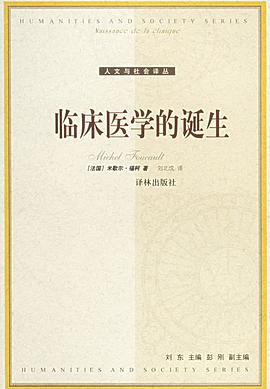 HUMANITIES AND SOCIETY SERIES
Naissance de la clinique
人文与社会译丛
临床医学的诞生
Michel Foucault
[法国] 米歇尔·福柯 著 刘北成 译
译林出版社
刘东 主编 彭刚 副主编
HUMANITIES AND SOCIETY SERIES